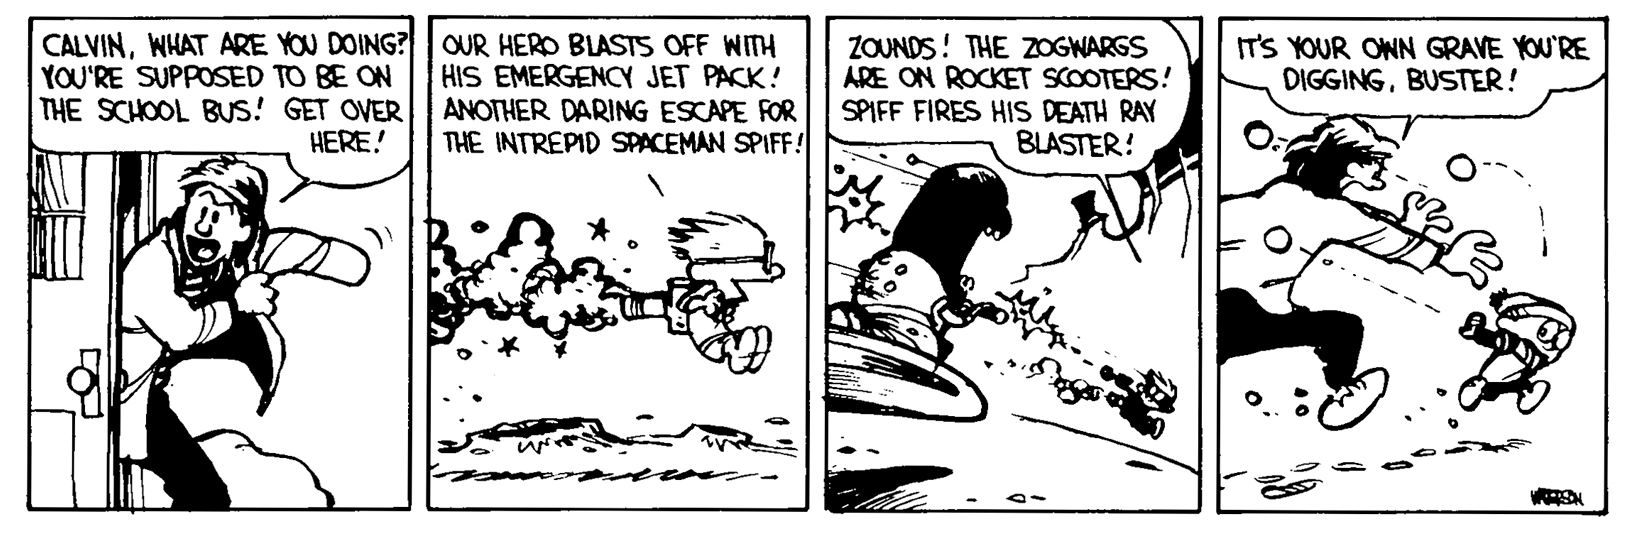 CALVIN, WHAT ARE YOU DOING?
YOU'RE SUPPOSED TO BE ON
THE SCHOOL BUS! GET OVER
HERE!
OUR HERO BLASTS OFF WITH
HIS EMERGENCY JET PACK!
ANOTHER DARING ESCAPE FOR
THE INTREPID SPACEMAN SPIFF!
ZOUNDS! THE ZOGWARGS
ARE ON ROCKET SCOOTERS!
SPIFF FIRES HIS DEATH RAY
BLASTER!
IT'S YOUR OWN GRAVE YOU'RE
DIGGING, BUSTER!
WATTERSON